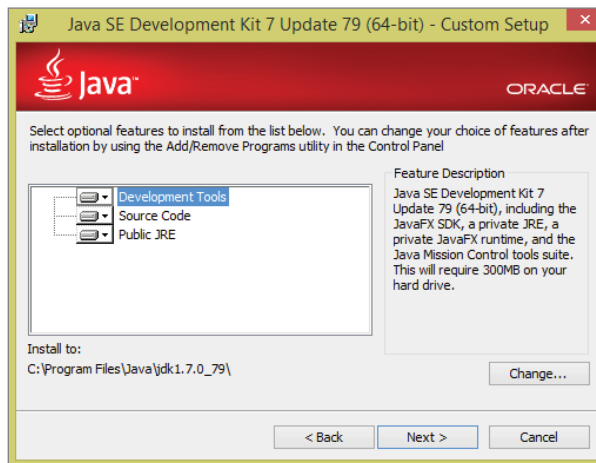 Java SE Development Kit 7 Update 79 (64-bit) - Custom Setup
Java™
ORACLE
Select optional features to install from the list below. You can change your choice of features after
installation by using the Add/Remove Programs utility in the Control Panel
Development Tools
Source Code
Public JRE
Feature Description
Java SE Development Kit 7
Update 79 (64-bit), including the
JavaFX SDK, a private JRE, a
private JavaFX runtime, and the
Java Mission Control tools suite.
This will require 300MB on your
hard drive.
Install to:
C:\Program Files\Java\jdk1.7.0_79\
Change...
< Back
Next >
Cancel